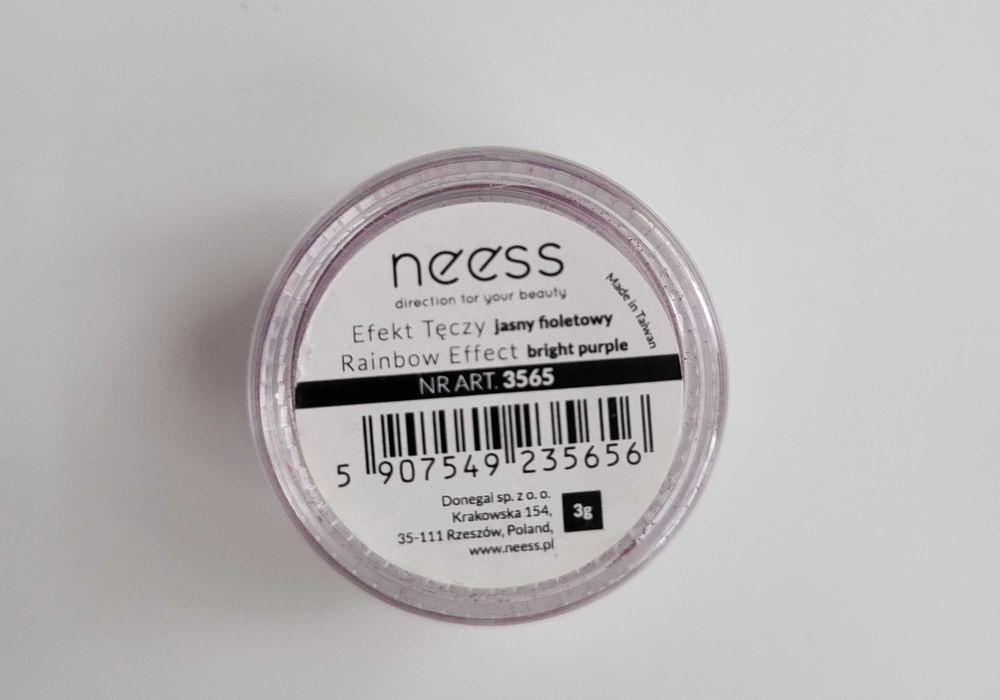 neess
direction for your beauty
Made in Taiwan
Efekt Tęczy jasny fioletowy
Rainbow Effect bright purple
NR ART. 3565
5 907549 235656
Donegal sp. z o. o.
Krakowska 154,
35-111 Rzeszów, Poland,
www.neess.pl
3g